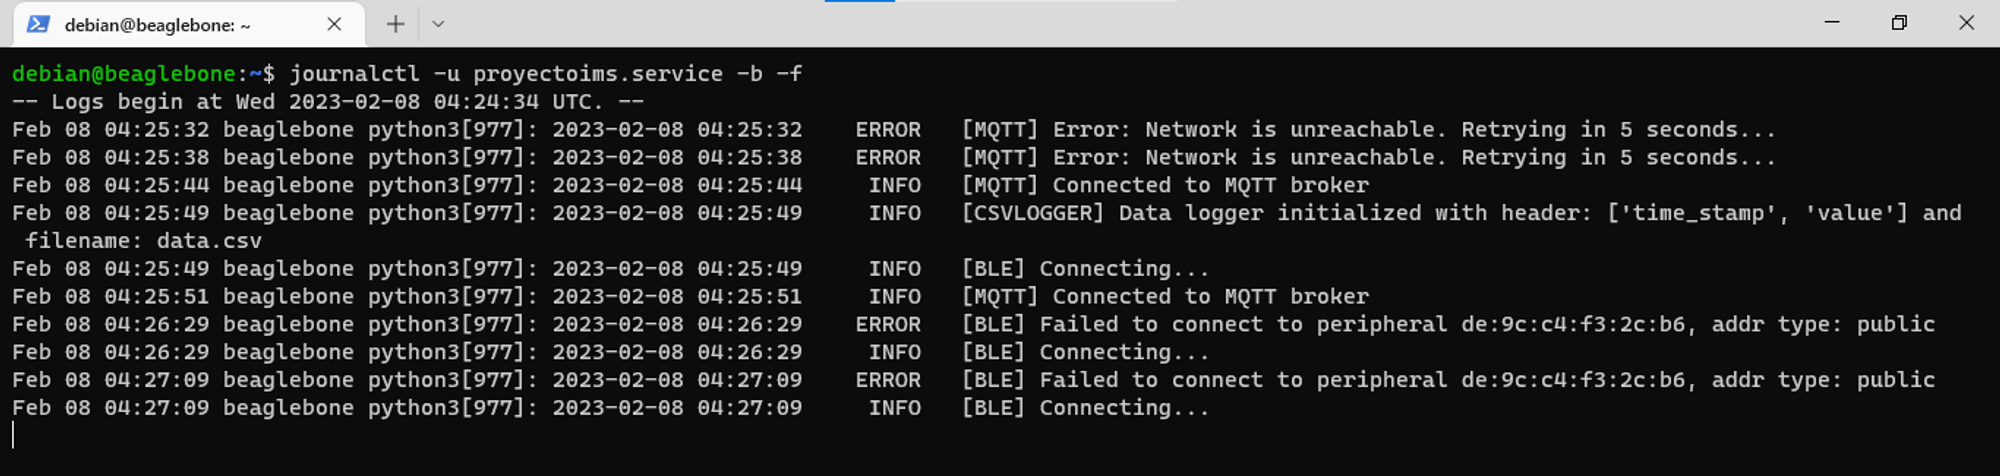 debian@beaglebone: ~
debian@beaglebone:~$ journalctl -u proyectoims.service -b -f
-- Logs begin at Wed 2023-02-08 04:24:34 UTC. --
Feb 08 04:25:32 beaglebone python3[977]: 2023-02-08 04:25:32    ERROR   [MQTT] Error: Network is unreachable. Retrying in 5 seconds...
Feb 08 04:25:38 beaglebone python3[977]: 2023-02-08 04:25:38    ERROR   [MQTT] Error: Network is unreachable. Retrying in 5 seconds...
Feb 08 04:25:44 beaglebone python3[977]: 2023-02-08 04:25:44     INFO   [MQTT] Connected to MQTT broker
Feb 08 04:25:49 beaglebone python3[977]: 2023-02-08 04:25:49     INFO   [CSVLOGGER] Data logger initialized with header: ['time_stamp', 'value'] and
 filename: data.csv
Feb 08 04:25:49 beaglebone python3[977]: 2023-02-08 04:25:49     INFO   [BLE] Connecting...
Feb 08 04:25:51 beaglebone python3[977]: 2023-02-08 04:25:51     INFO   [MQTT] Connected to MQTT broker
Feb 08 04:26:29 beaglebone python3[977]: 2023-02-08 04:26:29    ERROR   [BLE] Failed to connect to peripheral de:9c:c4:f3:2c:b6, addr type: public
Feb 08 04:26:29 beaglebone python3[977]: 2023-02-08 04:26:29     INFO   [BLE] Connecting...
Feb 08 04:27:09 beaglebone python3[977]: 2023-02-08 04:27:09    ERROR   [BLE] Failed to connect to peripheral de:9c:c4:f3:2c:b6, addr type: public
Feb 08 04:27:09 beaglebone python3[977]: 2023-02-08 04:27:09     INFO   [BLE] Connecting...